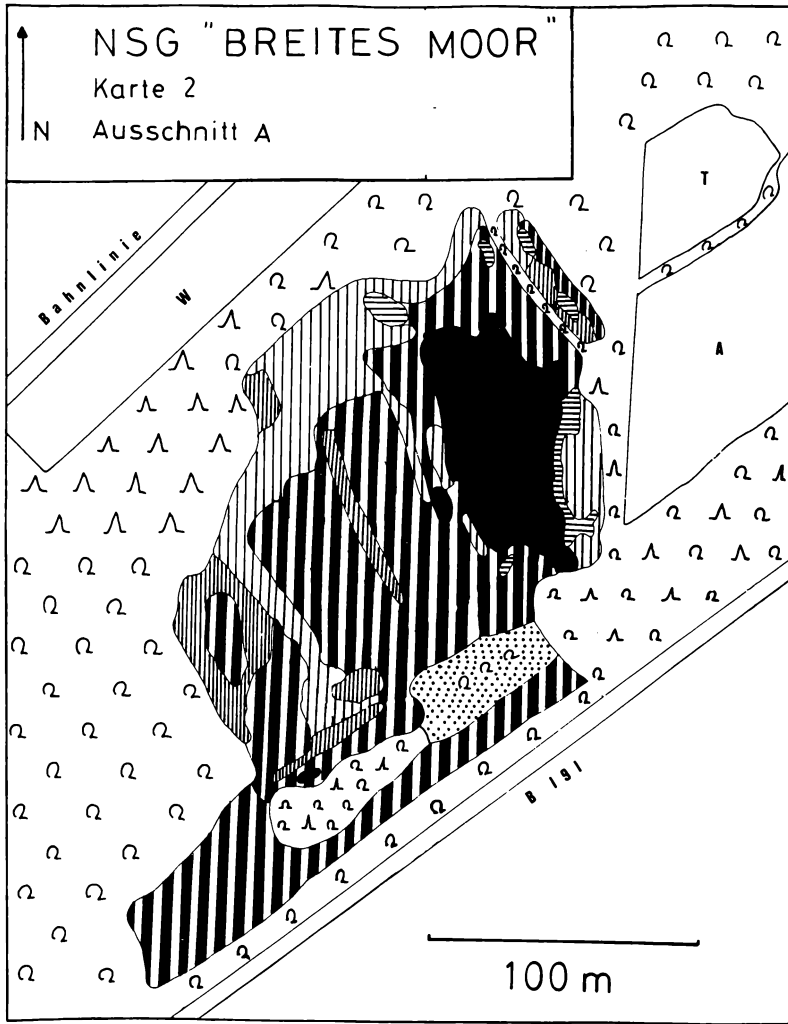 NSG "BREITES MOOR"
Karte 2
N Ausschnitt A
T
Bahnlinie
W
A
B 191
100 m